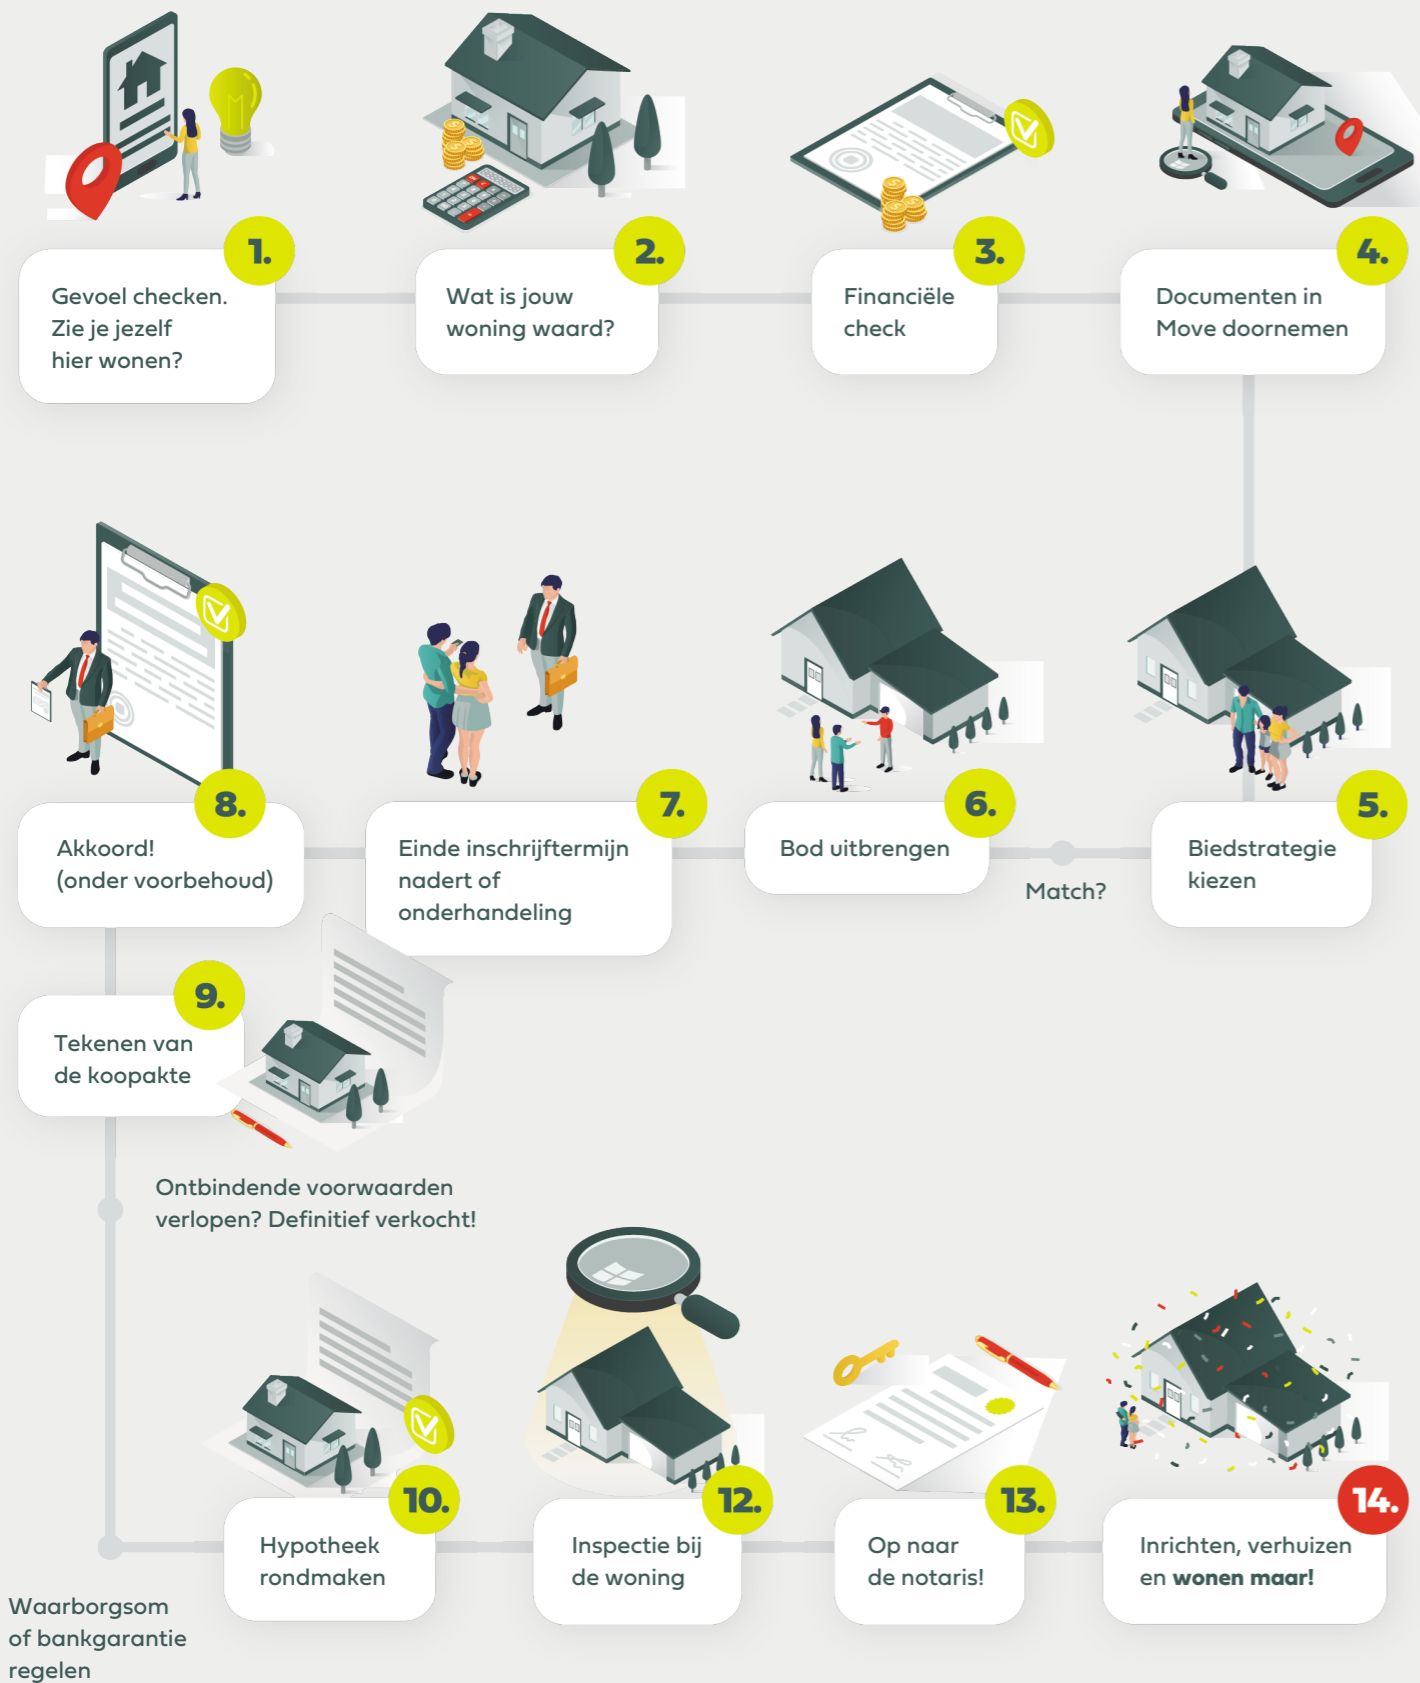 1.
Gevoel checken.
Zie je jezelf
hier wonen?
2.
Wat is jouw
woning waard?
3.
Financiële
check
4.
Documenten in
Move doornemen
5.
Biedstrategie
kiezen
Match?
6.
Bod uitbrengen
7.
Einde inschrijftermijn
nadert of
onderhandeling
8.
Akkoord!
(onder voorbehoud)
9.
Tekenen van
de koopakte
Ontbindende voorwaarden
verlopen? Definitief verkocht!
Waarborgsom
of bankgarantie
regelen
10.
Hypotheek
rondmaken
12.
Inspectie bij
de woning
13.
Op naar
de notaris!
14.
Inrichten, verhuizen
en wonen maar!